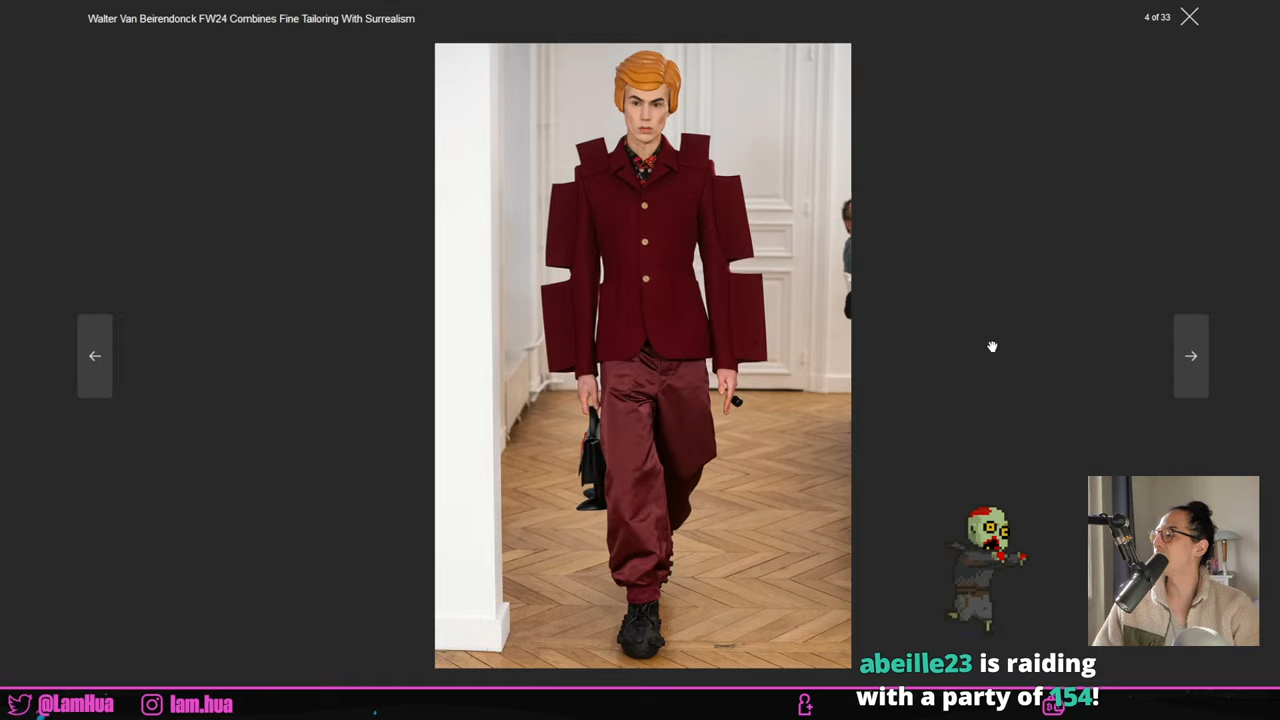 Walter Van Beirendonck FW24 Combines Fine Tailoring With Surrealism
4 of 33
abeille23 is raiding
with a party of 154!
@LamHua
lam.hua